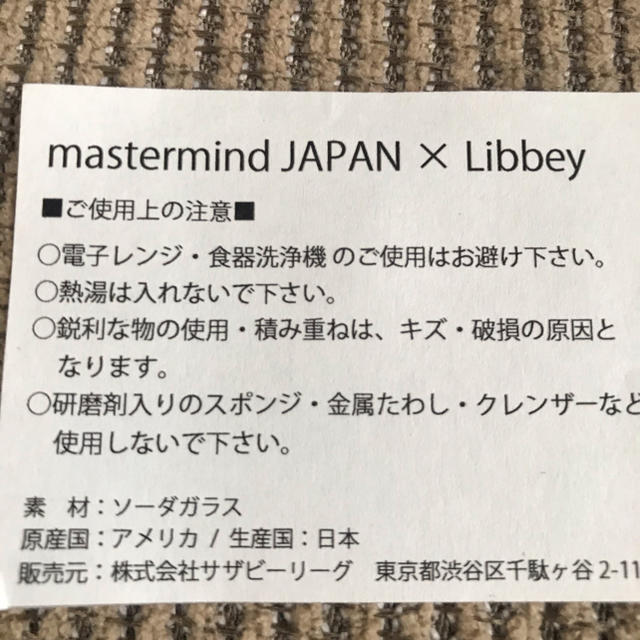 mastermind JAPAN × Libbey
■ご使用上の注意■
○電子レンジ・食器洗浄機 のご使用はお避け下さい。
○熱湯は入れないで下さい。
○鋭利な物の使用・積み重ねは、キズ・破損の原因と
なります。
○研磨剤入りのスポンジ・金属たわし・クレンザーなど
使用しないで下さい。
素　材：ソーダガラス
原産国：アメリカ / 生産国：日本
販売元：株式会社サザビーリーグ　東京都渋谷区千駄ヶ谷 2-11